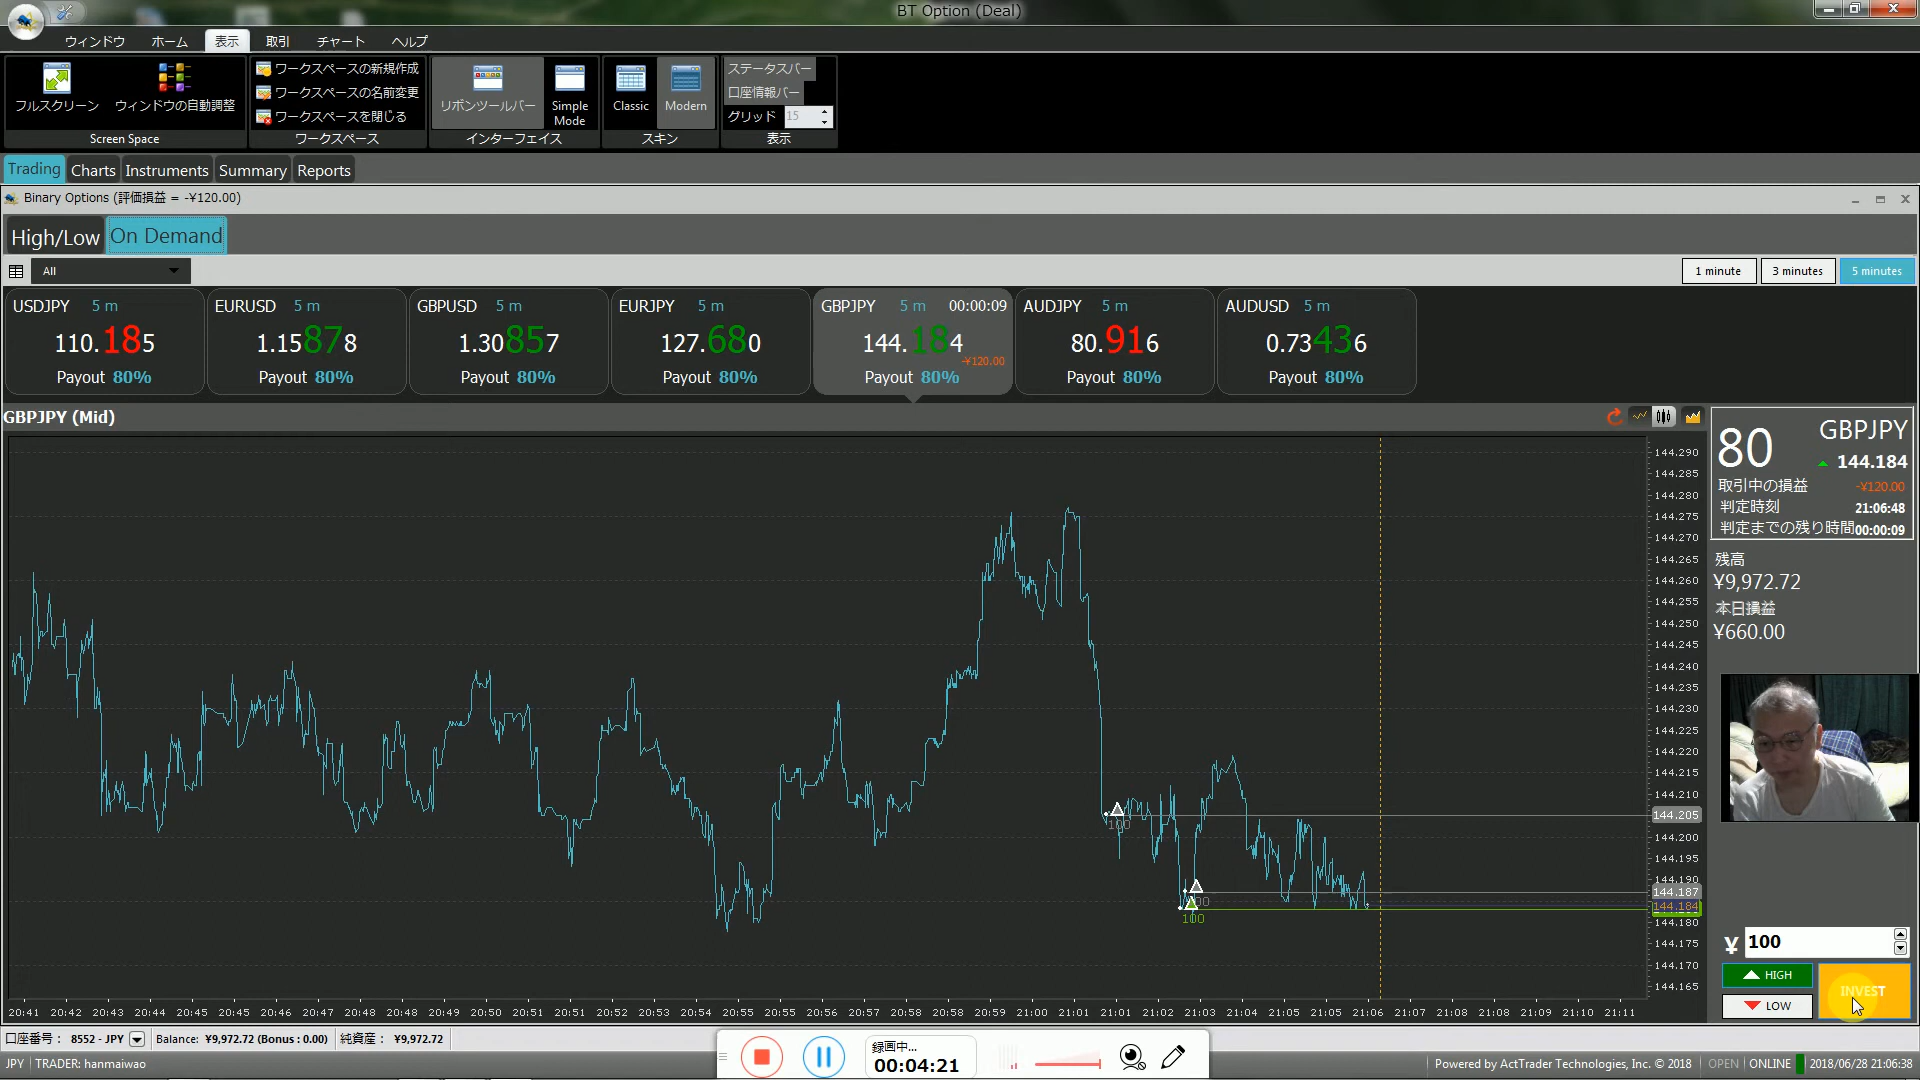 BT Option (Deal)
ウィンドウ ホーム 表示 取引 チャート ヘルプ
フルスクリーン ウィンドウの自動調整
Screen Space
ワークスペースの新規作成
ワークスペースの名前変更
ワークスペースを閉じる
ワークスペース
リボンツールバー Simple Mode
インターフェイス
Classic Modern
スキン
ステータスバー
口座情報バー
グリッド 15
表示
Trading Charts Instruments Summary Reports
Binary Options (評価損益 = -¥120.00)
High/Low On Demand
All 1 minute 3 minutes 5 minutes
USDJPY 5 m
110.185
Payout 80%
EURUSD 5 m
1.15878
Payout 80%
GBPUSD 5 m
1.30857
Payout 80%
EURJPY 5 m
127.680
Payout 80%
GBPJPY 5 m 00:00:09
144.184
-¥120.00
Payout 80%
AUDJPY 5 m
80.916
Payout 80%
AUDUSD 5 m
0.73436
Payout 80%
GBPJPY (Mid)
144.290
144.285
144.280
144.275
144.270
144.265
144.260
144.255
144.250
144.245
144.240
144.235
144.230
144.225
144.220
144.215
144.210
144.205
144.200
144.195
144.190
144.187
144.184
144.180
144.175
144.170
144.165
100
100
20:41 20:42 20:42 20:43 20:44 20:45 20:45 20:46 20:47 20:48 20:48 20:49 20:50 20:51 20:51 20:52 20:53 20:54 20:54 20:55 20:56 20:57 20:58 20:58 20:59 21:00 21:01 21:02 21:03 21:04 21:04 21:05 21:06 21:07 21:08 21:08 21:09 21:10 21:11
80 GBPJPY
144.184
取引中の損益 -¥120.00
判定時刻 21:06:48
判定までの残り時間 00:00:09
残高
¥9,972.72
本日損益
¥660.00
¥ 100
HIGH
LOW
INVEST
口座番号： 8552 - JPY Balance: ¥9,972.72 (Bonus : 0.00) 純資産： ¥9,972.72
録画中...
00:04:21
JPY TRADER: hanmaiwao
Powered by ActTrader Technologies, Inc. © 2018 OPEN ONLINE 2018/06/28 21:06:38